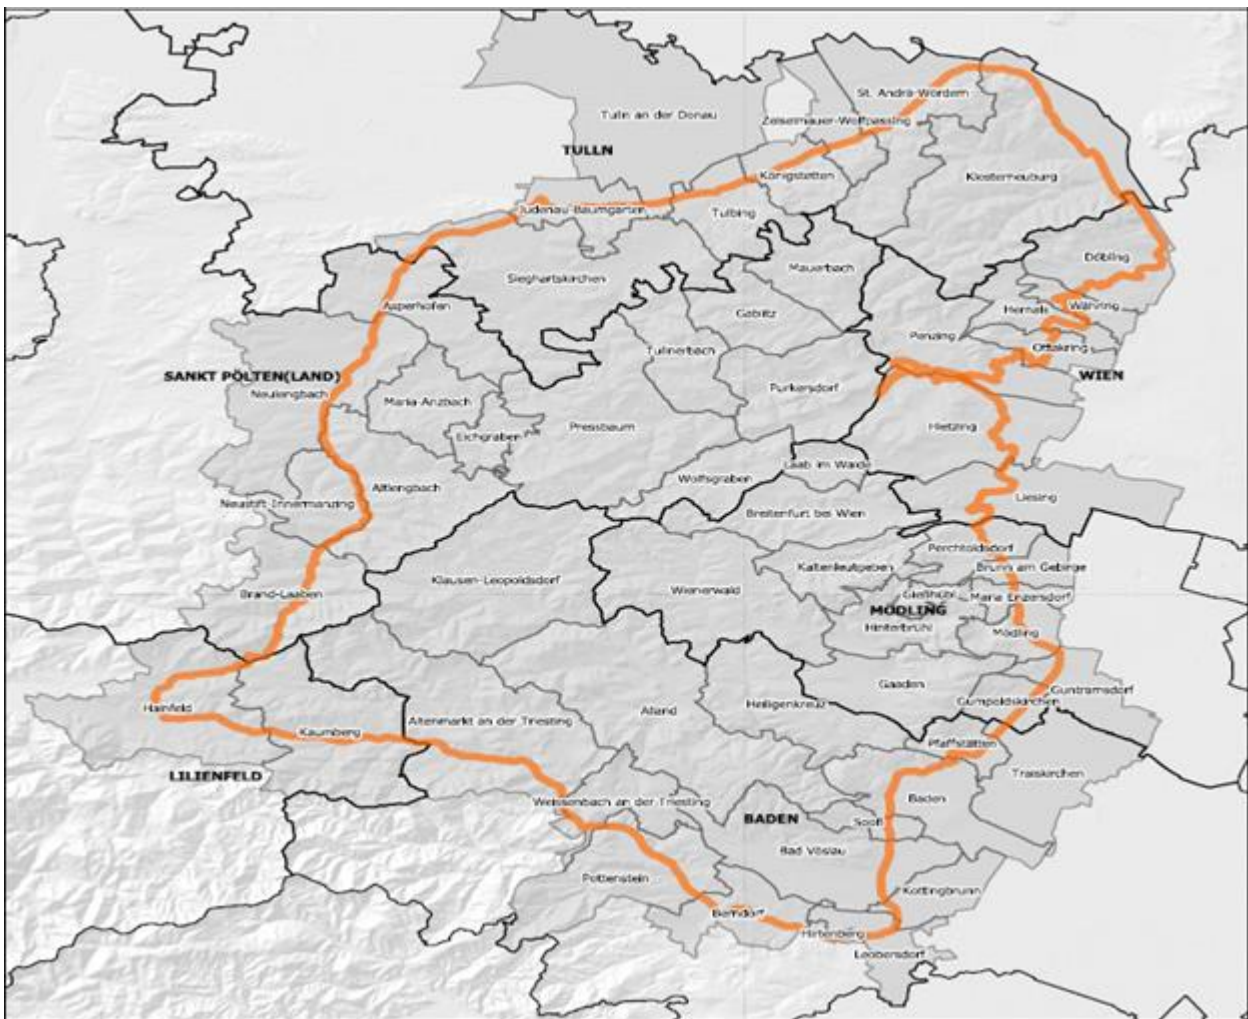 St. Andrä-Wördern
Tulln an der Donau
Zeiselmauer-Wolfpassing
TULLN
Königstetten
Klosterneuburg
Judenau-Baumgarten
Tulbing
Döbling
Mauerbach
Sieghartskirchen
Asperhofen
Hernals
Währing
Gablitz
Penzing
Ottakring
Tullnerbach
SANKT PÖLTEN(LAND)
WIEN
Neulengbach
Purkersdorf
Maria-Anzbach
Pressbaum
Hietzing
Eichgraben
Laab im Walde
Wolfsgraben
Altlengbach
Liesing
Neustift-Innermanzing
Breitenfurt bei Wien
Perchtoldsdorf
Kaltenleutgeben
Brunn am Gebirge
Klausen-Leopoldsdorf
Wienerwald
Brand-Laaben
Gießhübl
Maria Enzersdorf
MÖDLING
Hinterbrühl
Mödling
Gaaden
Guntramsdorf
Gumpoldskirchen
Heiligenkreuz
Hainfeld
Alland
Altenmarkt an der Triesting
Kaumberg
Pfaffstätten
Traiskirchen
LILIENFELD
Weissenbach an der Triesting
Baden
BADEN
Sooß
Bad Vöslau
Pottenstein
Kottingbrunn
Berndorf
Hirtenberg
Leobersdorf